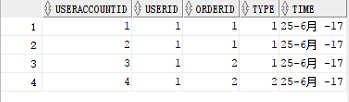 USERACCOUNTID USERID ORDERID TYPE TIME
1 1 1 1 1 25-6月 -17
2 2 1 1 1 25-6月 -17
3 3 1 2 1 25-6月 -17
4 4 1 2 2 25-6月 -17